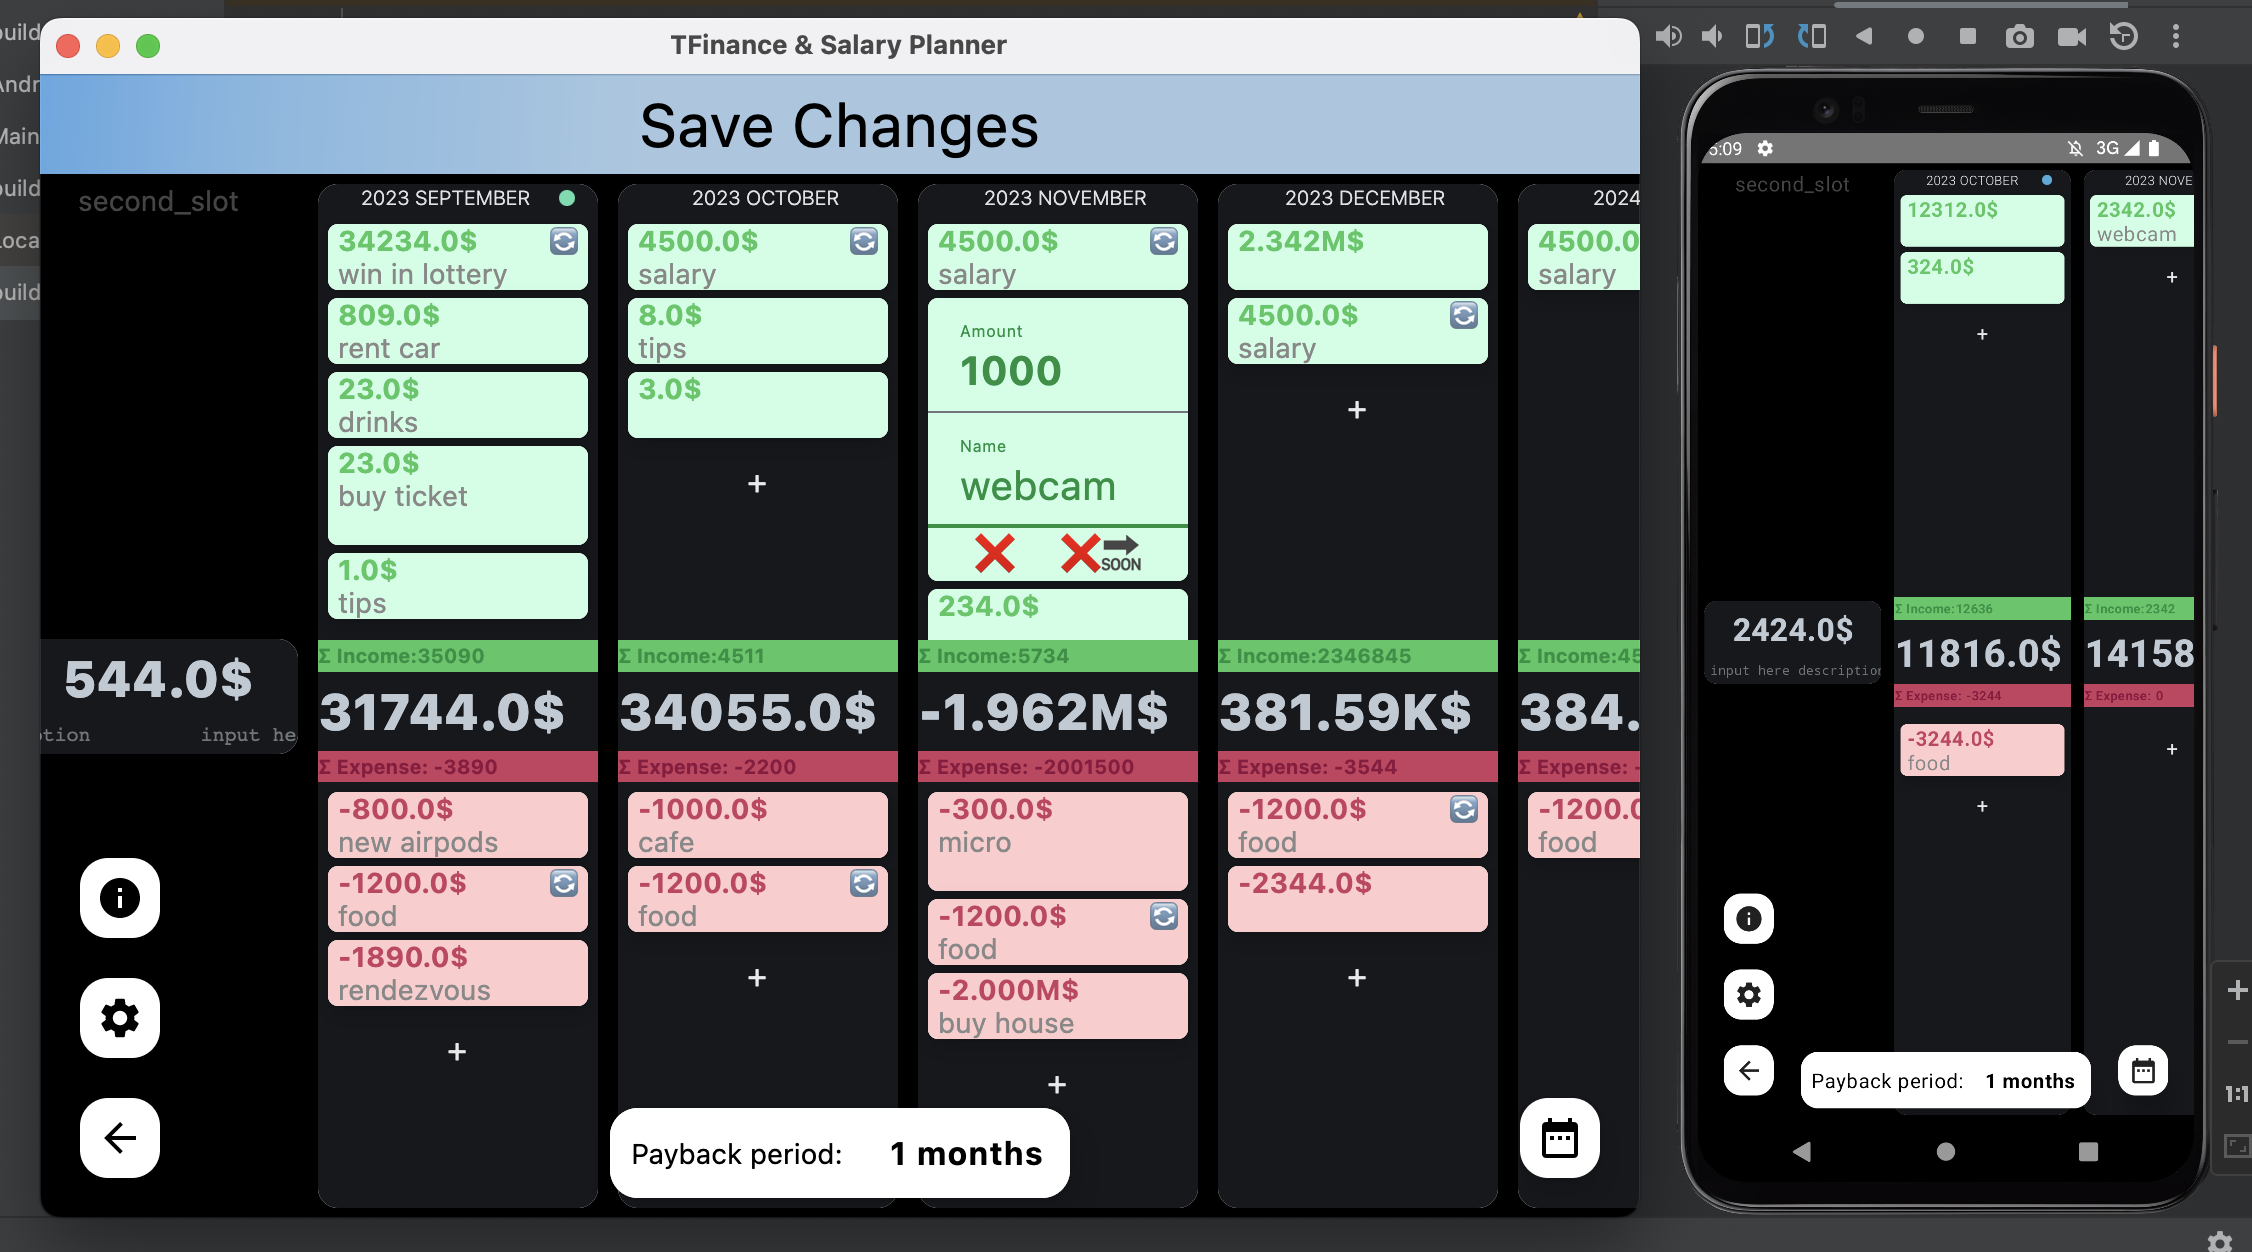 TFinance & Salary Planner
Save Changes
second_slot
544.0$
input he
2023 SEPTEMBER
34234.0$
win in lottery
809.0$
rent car
23.0$
drinks
23.0$
buy ticket
1.0$
tips
Σ Income:35090
31744.0$
Σ Expense: -3890
-800.0$
new airpods
-1200.0$
food
-1890.0$
rendezvous
+
2023 OCTOBER
4500.0$
salary
8.0$
tips
3.0$
+
Σ Income:4511
34055.0$
Σ Expense: -2200
-1000.0$
cafe
-1200.0$
food
+
2023 NOVEMBER
4500.0$
salary
Amount
1000
Name
webcam
SOON
234.0$
Σ Income:5734
-1.962M$
Σ Expense: -2001500
-300.0$
micro
-1200.0$
food
-2.000M$
buy house
+
2023 DECEMBER
2.342M$
4500.0$
salary
+
Σ Income:2346845
381.59K$
Σ Expense: -3544
-1200.0$
food
-2344.0$
+
2024
4500.0
salary
Σ Income:45
384.
Σ Expense: -
-1200.0
food
Payback period: 1 months
5:09 3G
second_slot
2424.0$
input here description
2023 OCTOBER
12312.0$
324.0$
+
Σ Income:12636
11816.0$
Σ Expense: -3244
-3244.0$
food
+
2023 NOVE
2342.0$
webcam
+
Σ Income:2342
14158
Σ Expense: 0
+
Payback period: 1 months
1:1